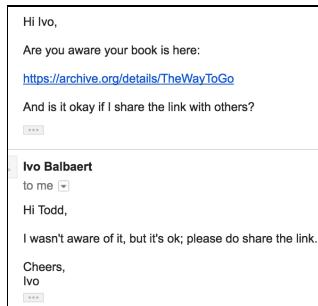 Hi Ivo,
Are you aware your book is here:
https://archive.org/details/TheWayToGo
And is it okay if I share the link with others?
Ivo Balbaert
to me
Hi Todd,
I wasn't aware of it, but it's ok; please do share the link.
Cheers,
Ivo